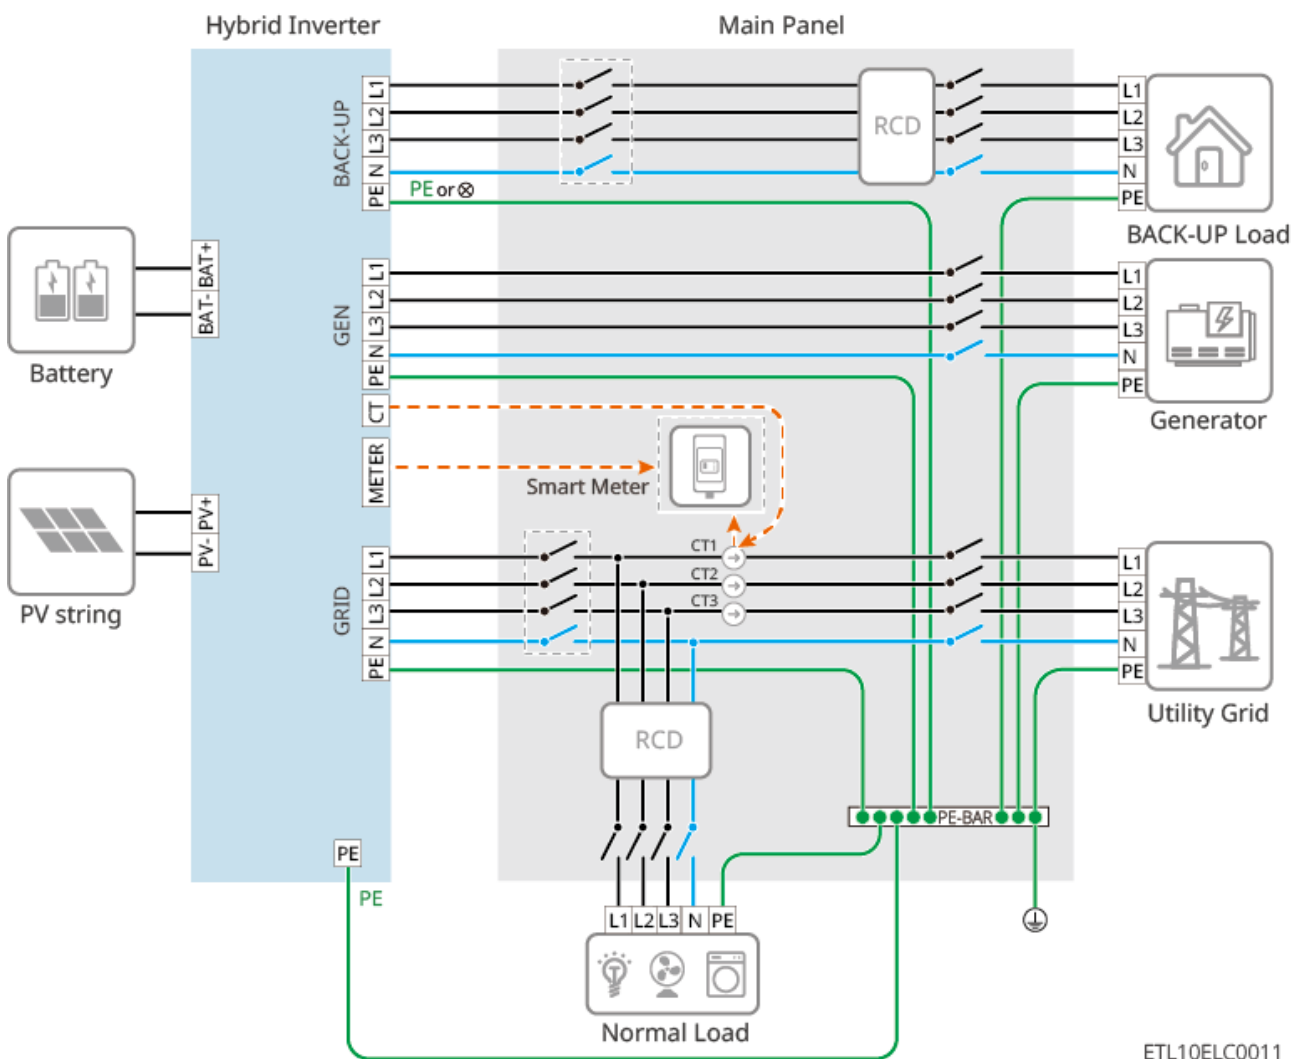 Hybrid Inverter
Main Panel
BACK-UP
L1
L2
L3
N
PE
PE or ⊗
RCD
L1
L2
L3
N
PE
BACK-UP Load
BAT+
BAT-
Battery
GEN
L1
L2
L3
N
PE
L1
L2
L3
N
PE
Generator
CT
METER
Smart Meter
PV+
PV-
PV string
GRID
L1
L2
L3
N
PE
CT1
CT2
CT3
L1
L2
L3
N
PE
Utility Grid
RCD
PE-BAR
PE
PE
L1
L2
L3
N
PE
Normal Load
ETL10ELC0011